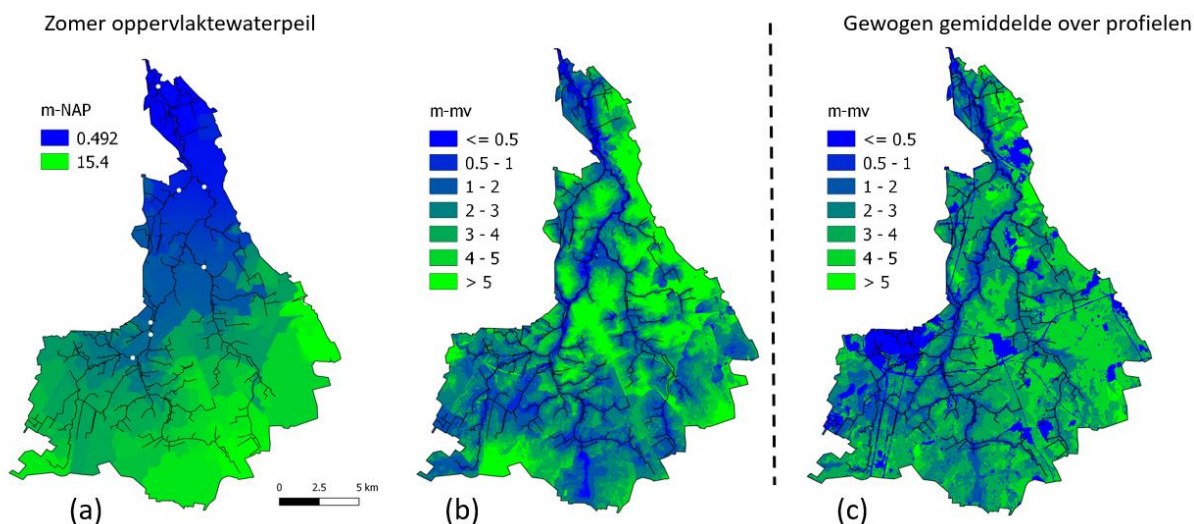 Zomer oppervlaktewaterpeil
Gewogen gemiddelde over profielen
m-NAP
0.492
15.4
0 2.5 5 km
(a)
m-mv
<= 0.5
0.5 - 1
1 - 2
2 - 3
3 - 4
4 - 5
> 5
(b)
m-mv
<= 0.5
0.5 - 1
1 - 2
2 - 3
3 - 4
4 - 5
> 5
(c)